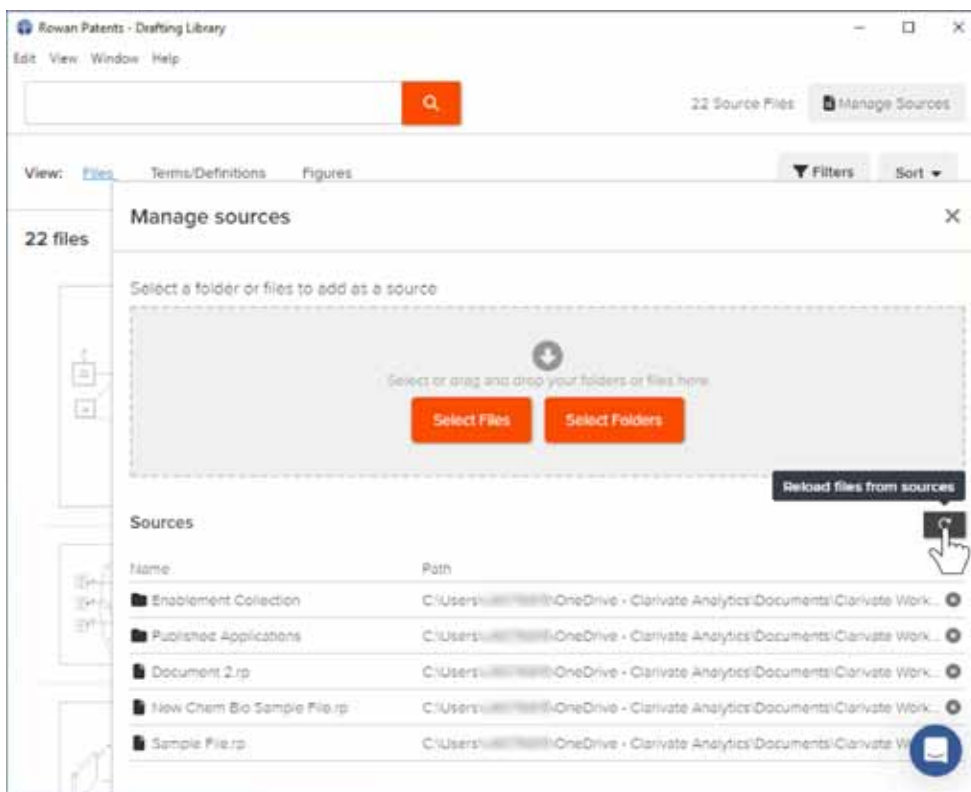 Rowan Patents - Drafting Library
Edit View Window Help
22 Source Files Manage Sources
View: Files Terms/Definitions Figures Filters Sort
Manage sources
22 files
Select a folder or files to add as a source
Select or drag and drop your folders or files here
Select Files Select Folders
Reload files from sources
Sources
Name Path
Enablement Collection C:\Users\ \OneDrive - Clarivate Analytics\Documents\Clarivate Work...
Published Applications C:\Users\ \OneDrive - Clarivate Analytics\Documents\Clarivate Work...
Document 2.rp C:\Users\ \OneDrive - Clarivate Analytics\Documents\Clarivate Work...
New Chem Bio Sample File.rp C:\Users\ \OneDrive - Clarivate Analytics\Documents\Clarivate Work...
Sample File.rp C:\Users\ \OneDrive - Clarivate Analytics\Documents\Clarivate W